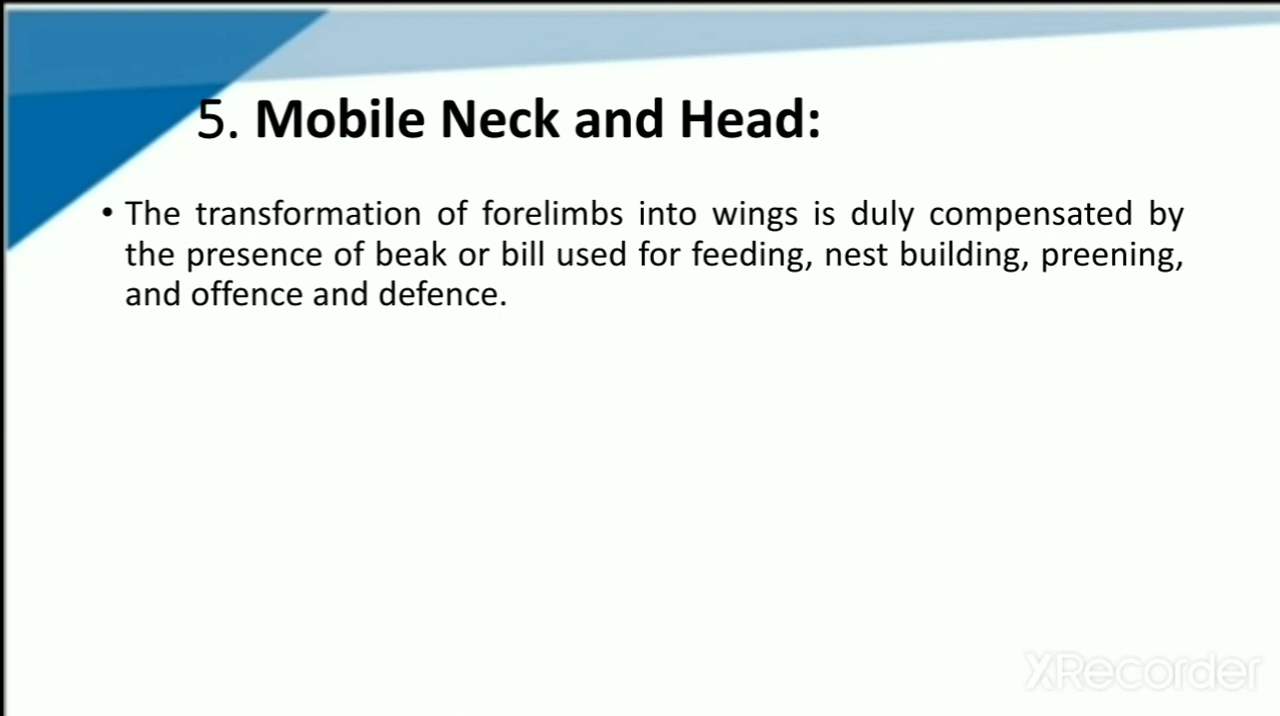 5. Mobile Neck and Head:
• The transformation of forelimbs into wings is duly compensated by
the presence of beak or bill used for feeding, nest building, preening,
and offence and defence.
XRecorder